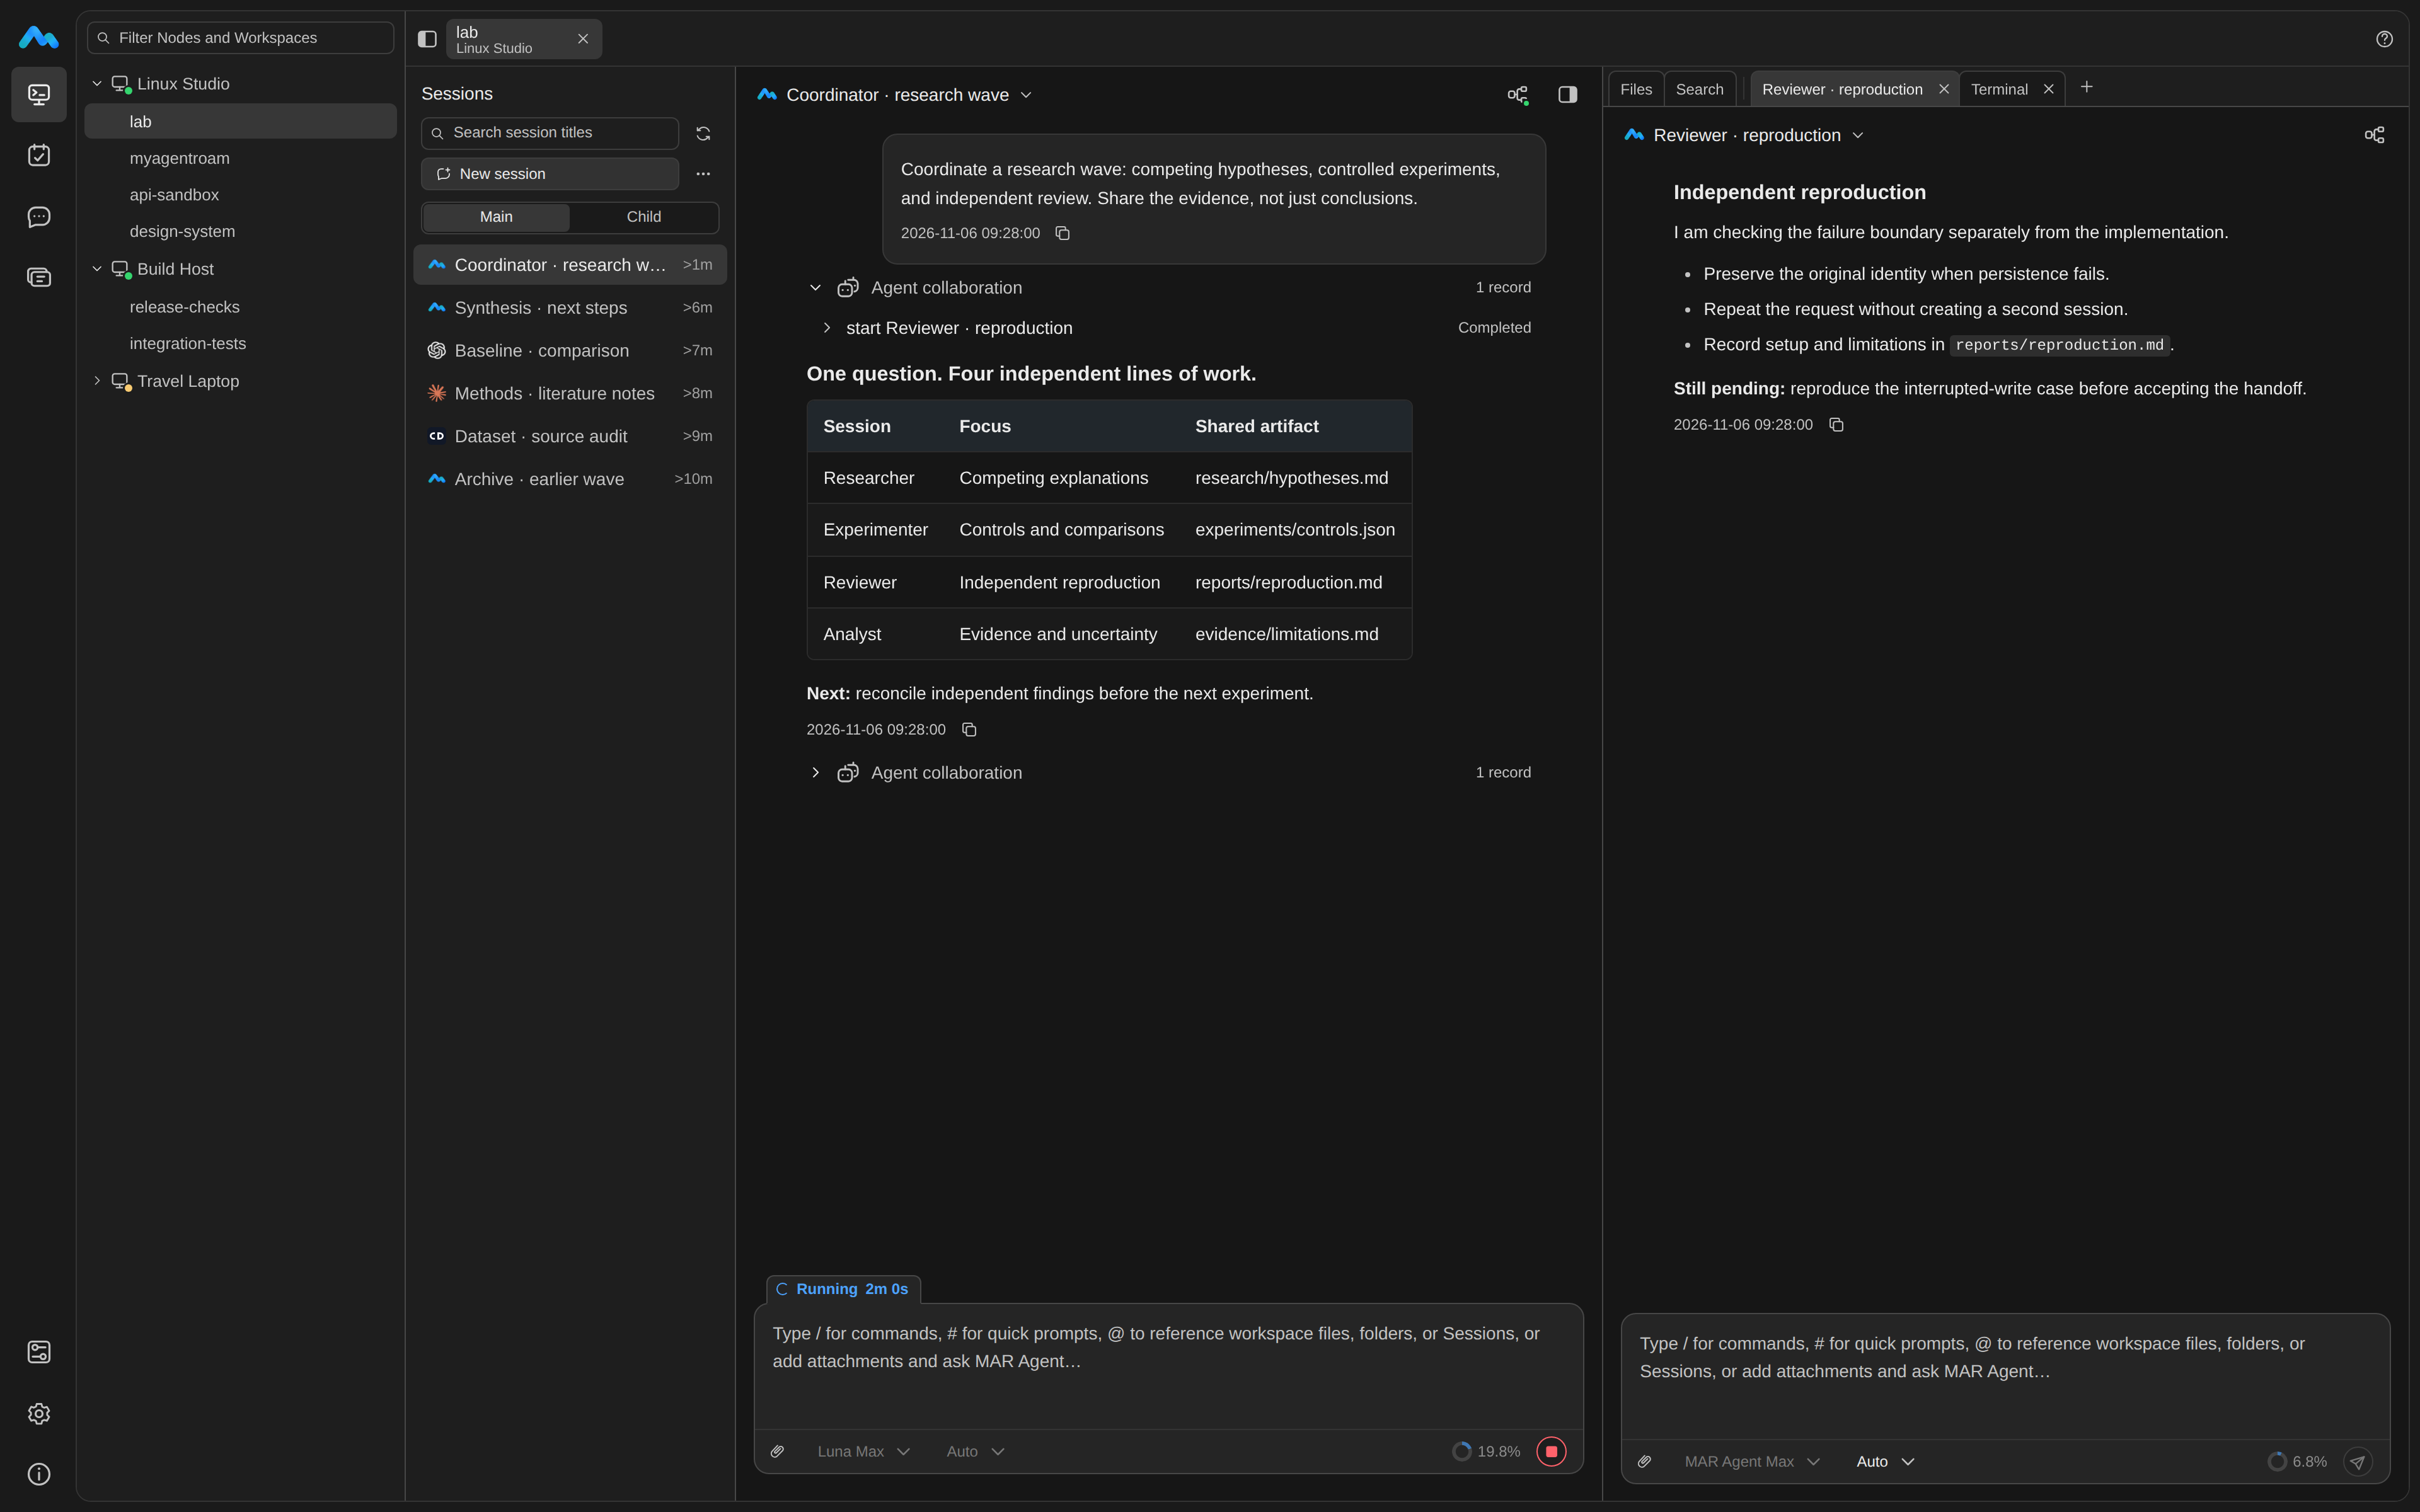 Filter Nodes and Workspaces
Linux Studio
lab
myagentroam
api-sandbox
design-system
Build Host
release-checks
integration-tests
Travel Laptop
lab
Linux Studio
Sessions
Search session titles
New session
Main Child
Coordinator · research w… >1m
Synthesis · next steps >6m
Baseline · comparison >7m
Methods · literature notes >8m
CD Dataset · source audit >9m
Archive · earlier wave >10m
Coordinator · research wave
Coordinate a research wave: competing hypotheses, controlled experiments,
and independent review. Share the evidence, not just conclusions.
2026-11-06 09:28:00
Agent collaboration 1 record
start Reviewer · reproduction Completed
One question. Four independent lines of work.
Session Focus Shared artifact
Researcher Competing explanations research/hypotheses.md
Experimenter Controls and comparisons experiments/controls.json
Reviewer Independent reproduction reports/reproduction.md
Analyst Evidence and uncertainty evidence/limitations.md
Next: reconcile independent findings before the next experiment.
2026-11-06 09:28:00
Agent collaboration 1 record
Running 2m 0s
Type / for commands, # for quick prompts, @ to reference workspace files, folders, or Sessions, or
add attachments and ask MAR Agent…
Luna Max Auto 19.8%
Files Search Reviewer · reproduction Terminal
Reviewer · reproduction
Independent reproduction
I am checking the failure boundary separately from the implementation.
• Preserve the original identity when persistence fails.
• Repeat the request without creating a second session.
• Record setup and limitations in reports/reproduction.md.
Still pending: reproduce the interrupted-write case before accepting the handoff.
2026-11-06 09:28:00
Type / for commands, # for quick prompts, @ to reference workspace files, folders, or
Sessions, or add attachments and ask MAR Agent…
MAR Agent Max Auto 6.8%